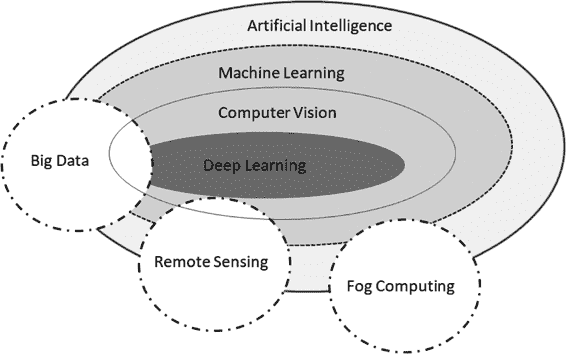 Artificial Intelligence
Machine Learning
Computer Vision
Big Data
Deep Learning
Remote Sensing
Fog Computing